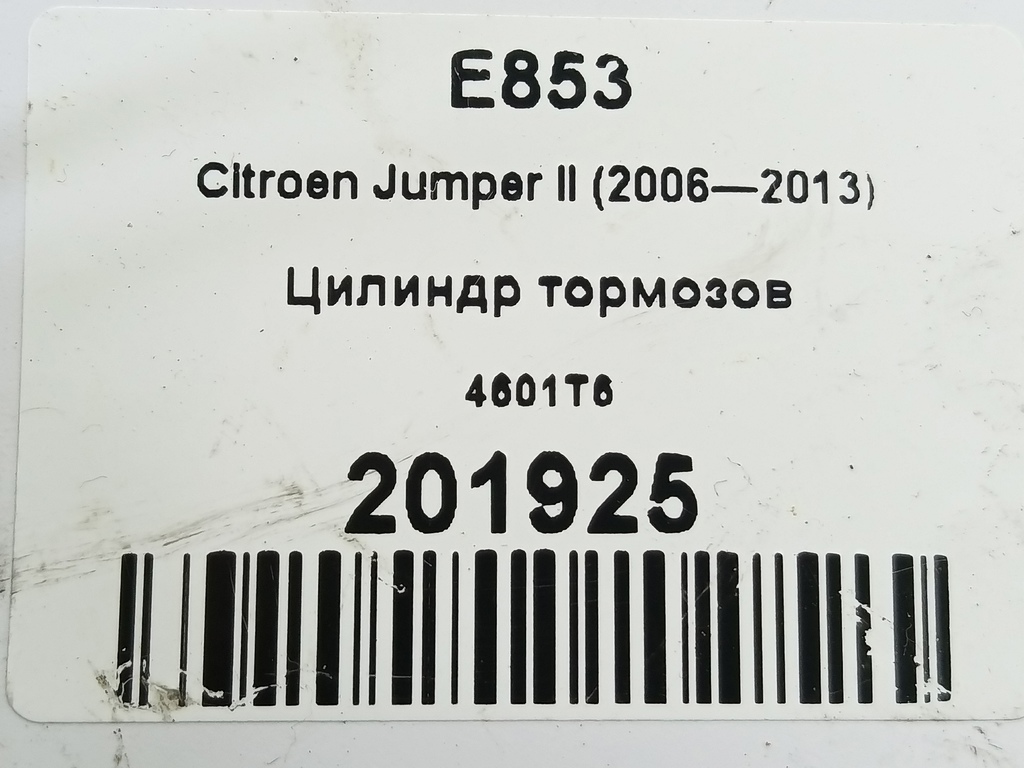 E853
Citroen Jumper II (2006—2013)
Цилиндр тормозов
4601T6
201925